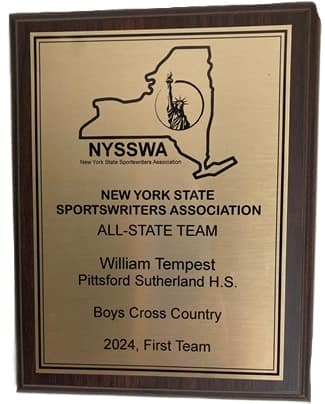 NYSSWA
New York State Sportswriters Association
NEW YORK STATE
SPORTSWRITERS ASSOCIATION
ALL-STATE TEAM
William Tempest
Pittsford Sutherland H.S.
Boys Cross Country
2024, First Team